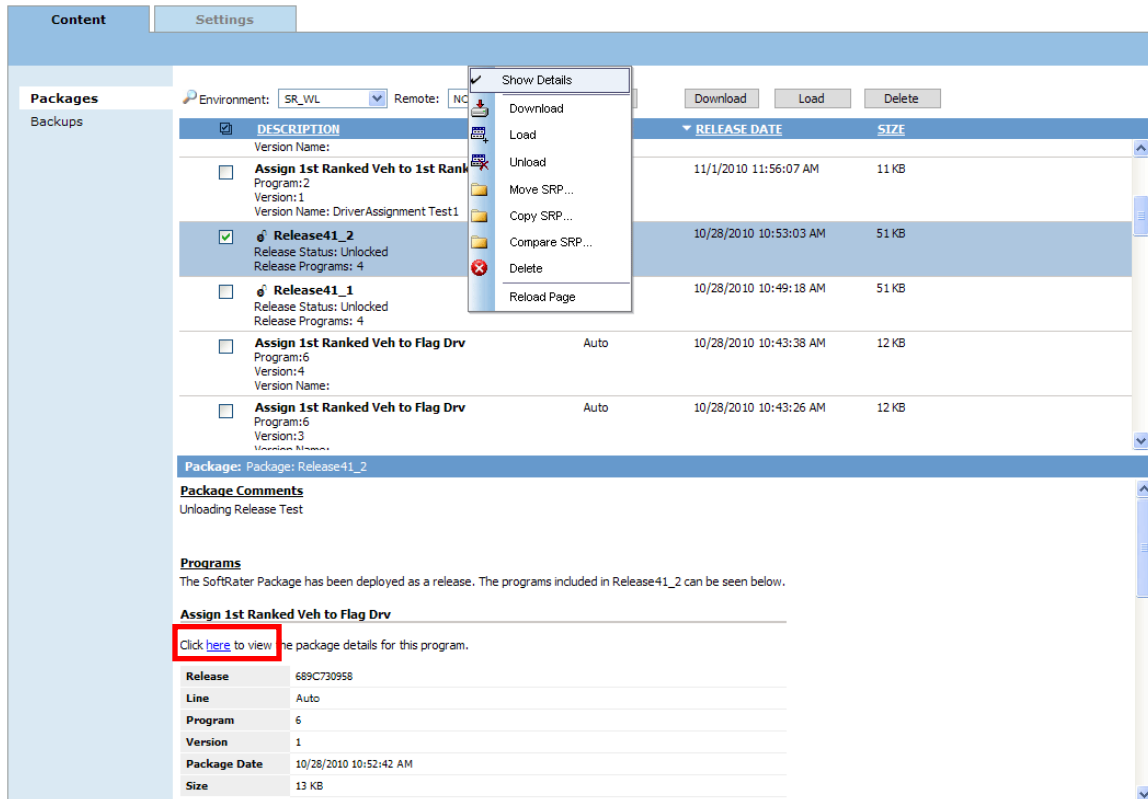 Content Settings
Packages
Backups
Environment: SR_WL Remote: NO Download Load Delete
DESCRIPTION RELEASE DATE SIZE
Version Name:
Assign 1st Ranked Veh to 1st Rank 11/1/2010 11:56:07 AM 11 KB
Program:2
Version:1
Version Name: DriverAssignment Test1
Release41_2 10/28/2010 10:53:03 AM 51 KB
Release Status: Unlocked
Release Programs: 4
Release41_1 10/28/2010 10:49:18 AM 51 KB
Release Status: Unlocked
Release Programs: 4
Assign 1st Ranked Veh to Flag Drv Auto 10/28/2010 10:43:38 AM 12 KB
Program:6
Version:4
Version Name:
Assign 1st Ranked Veh to Flag Drv Auto 10/28/2010 10:43:26 AM 12 KB
Program:6
Version:3
Version Name:
Show Details
Download
Load
Unload
Move SRP...
Copy SRP...
Compare SRP...
Delete
Reload Page
Package: Package: Release41_2
Package Comments
Unloading Release Test
Programs
The SoftRater Package has been deployed as a release. The programs included in Release41_2 can be seen below.
Assign 1st Ranked Veh to Flag Drv
Click here to view the package details for this program.
Release 689C730958
Line Auto
Program 6
Version 1
Package Date 10/28/2010 10:52:42 AM
Size 13 KB